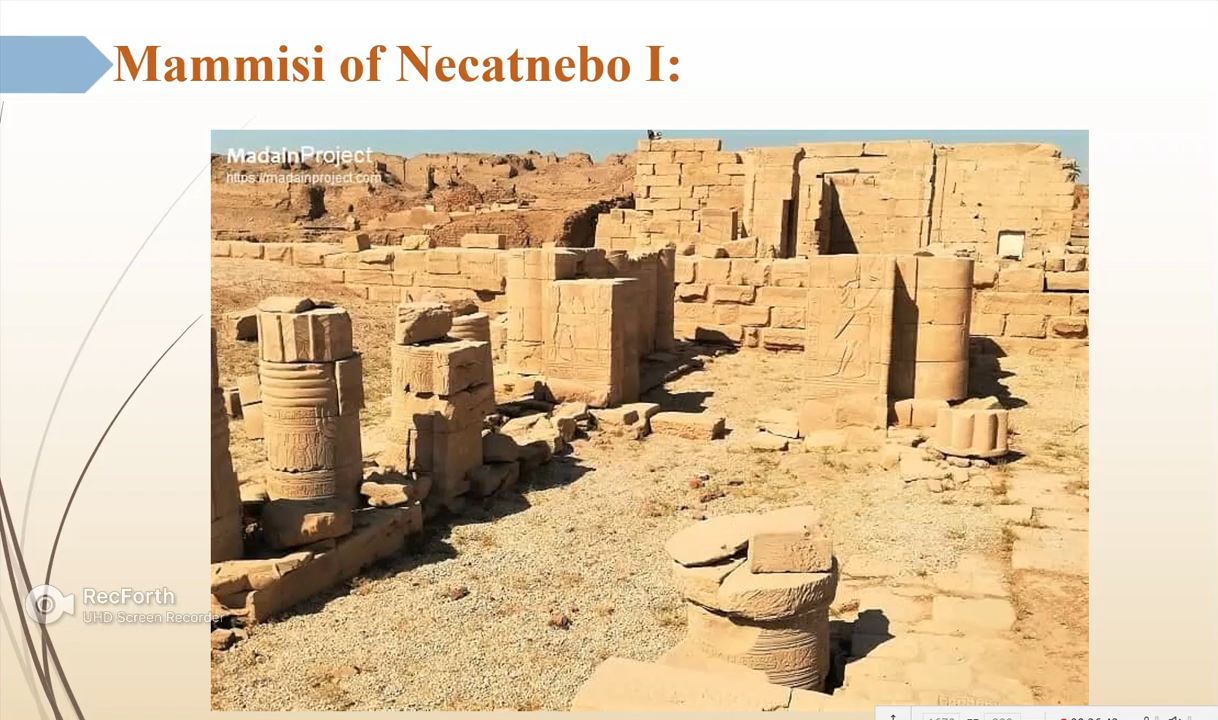 Mammisi of Necatnebo I:
MadainProject
https://madainproject.com
RecForth
UHD Screen Recorder